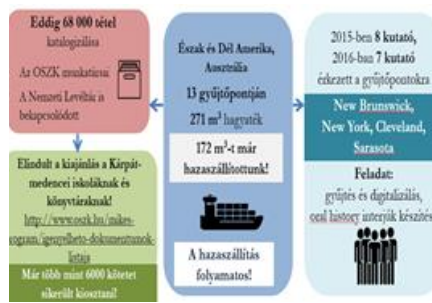 Eddig 68 000 tétel
katalogizálása
Az OSZK munkatársai
A Nemzeti Levéltár is
bekapcsolódott
Elindult a kiajánlás a Kárpát-
medencei iskoláknak és
könyvtáraknak!
http://www.oszk.hu/mikes-
program/igenyelheto-dokumentumok-
listaja
Már több mint 6000 kötetet
sikerült kiosztani!
Észak és Dél Amerika,
Ausztrália
13 gyűjtőpontján
271 m³ hagyaték
172 m³-t már
hazaszállítottunk!
A hazaszállítás
folyamatos!
2015-ben 8 kutató,
2016-ban 7 kutató
érkezett a gyűjtőpontokra
New Brunswick,
New York, Cleveland,
Sarasota
Feladat:
gyűjtés és digitalizálás,
oral history interjúk készítése